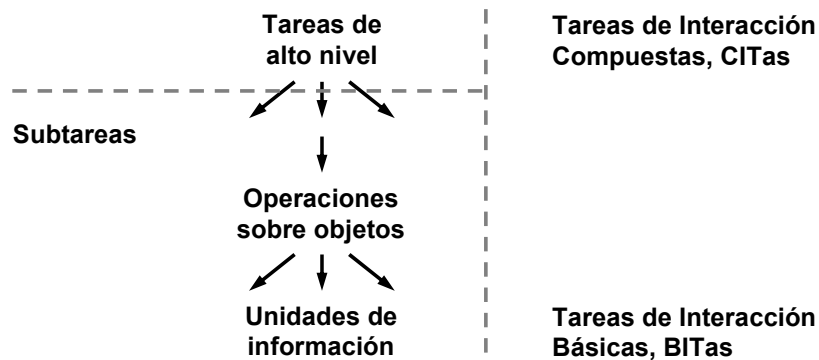 Tareas de
alto nivel
Tareas de Interacción
Compuestas, CITas
Subtareas
Operaciones
sobre objetos
Unidades de
información
Tareas de Interacción
Básicas, BITas